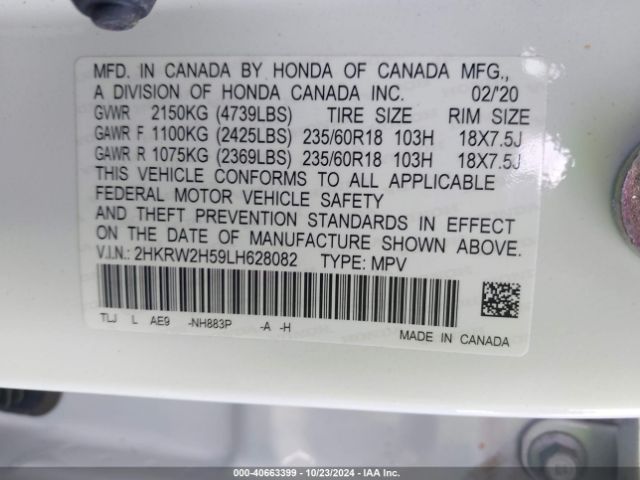 MFD. IN CANADA BY HONDA OF CANADA MFG.,
A DIVISION OF HONDA CANADA INC. 02/'20
GVWR 2150KG (4739LBS) TIRE SIZE RIM SIZE
GAWR F 1100KG (2425LBS) 235/60R18 103H 18X7.5J
GAWR R 1075KG (2369LBS) 235/60R18 103H 18X7.5J
THIS VEHICLE CONFORMS TO ALL APPLICABLE
FEDERAL MOTOR VEHICLE SAFETY
AND THEFT PREVENTION STANDARDS IN EFFECT
ON THE DATE OF MANUFACTURE SHOWN ABOVE.
V.I.N.: 2HKRW2H59LH628082 TYPE: MPV
TLJ L AE9 -NH883P -A -H
MADE IN CANADA
000-40663399 - 10/23/2024 - IAAI.com